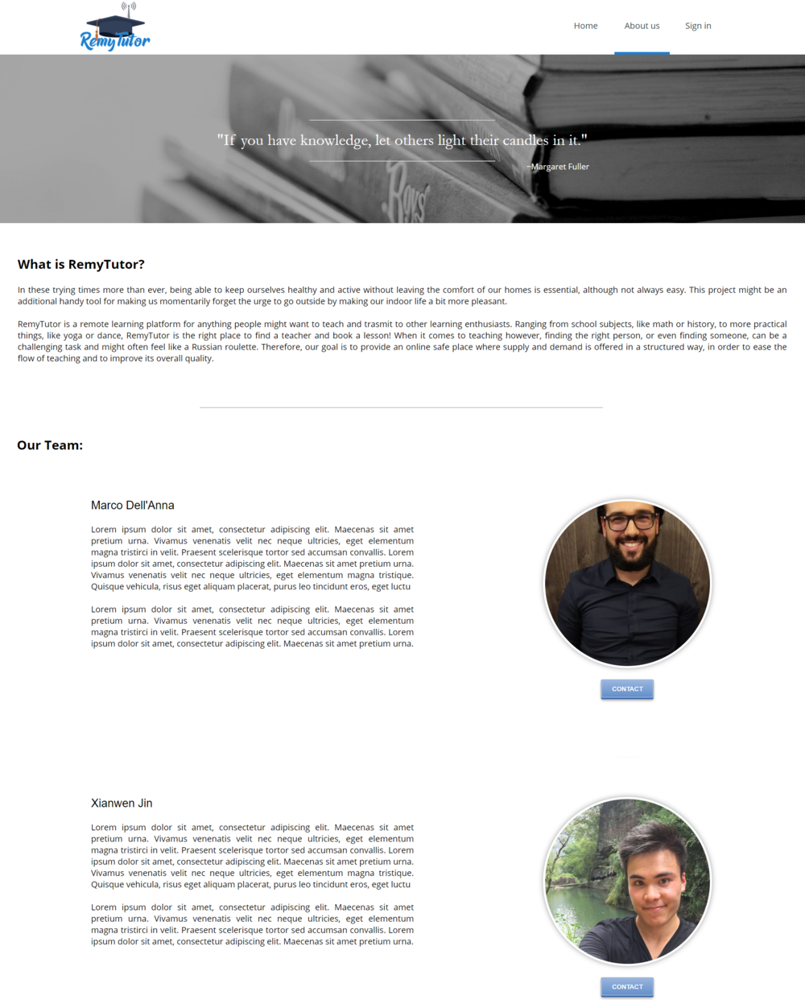 RemyTutor
Home
About us
Sign in
"If you have knowledge, let others light their candles in it."
~Margaret Fuller
Roys
What is RemyTutor?
In these trying times more than ever, being able to keep ourselves healthy and active without leaving the comfort of our homes is essential, although not always easy. This project might be an
additional handy tool for making us momentarily forget the urge to go outside by making our indoor life a bit more pleasant.
RemyTutor is a remote learning platform for anything people might want to teach and trasmit to other learning enthusiasts. Ranging from school subjects, like math or history, to more practical
things, like yoga or dance, RemyTutor is the right place to find a teacher and book a lesson! When it comes to teaching however, finding the right person, or even finding someone, can be a
challenging task and might often feel like a Russian roulette. Therefore, our goal is to provide an online safe place where supply and demand is offered in a structured way, in order to ease the
flow of teaching and to improve its overall quality.
Our Team:
Marco Dell'Anna
Lorem ipsum dolor sit amet, consectetur adipiscing elit. Maecenas sit amet
pretium urna. Vivamus venenatis velit nec neque ultricies, eget elementum
magna tristirci in velit. Praesent scelerisque tortor sed accumsan convallis. Lorem
ipsum dolor sit amet, consectetur adipiscing elit. Maecenas sit amet pretium urna.
Vivamus venenatis velit nec neque ultricies, eget elementum magna tristique.
Quisque vehicula, risus eget aliquam placerat, purus leo tincidunt eros, eget luctu
Lorem ipsum dolor sit amet, consectetur adipiscing elit. Maecenas sit amet
pretium urna. Vivamus venenatis velit nec neque ultricies, eget elementum
magna tristirci in velit. Praesent scelerisque tortor sed accumsan convallis. Lorem
ipsum dolor sit amet, consectetur adipiscing elit. Maecenas sit amet pretium urna.
CONTACT
Xianwen Jin
Lorem ipsum dolor sit amet, consectetur adipiscing elit. Maecenas sit amet
pretium urna. Vivamus venenatis velit nec neque ultricies, eget elementum
magna tristirci in velit. Praesent scelerisque tortor sed accumsan convallis. Lorem
ipsum dolor sit amet, consectetur adipiscing elit. Maecenas sit amet pretium urna.
Vivamus venenatis velit nec neque ultricies, eget elementum magna tristique.
Quisque vehicula, risus eget aliquam placerat, purus leo tincidunt eros, eget luctu
Lorem ipsum dolor sit amet, consectetur adipiscing elit. Maecenas sit amet
pretium urna. Vivamus venenatis velit nec neque ultricies, eget elementum
magna tristirci in velit. Praesent scelerisque tortor sed accumsan convallis. Lorem
ipsum dolor sit amet, consectetur adipiscing elit. Maecenas sit amet pretium urna.
CONTACT